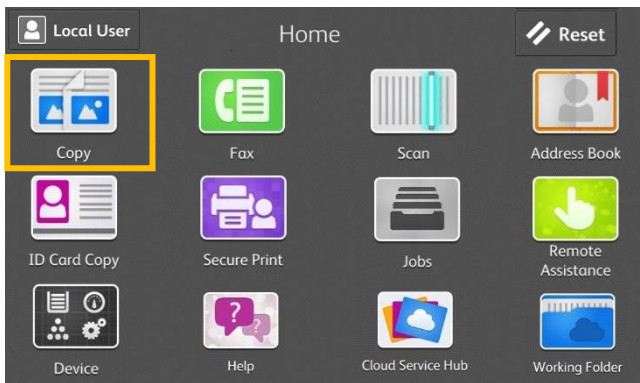 Local User
Home
Reset
Copy
Fax
Scan
Address Book
ID Card Copy
Secure Print
Jobs
Remote
Assistance
Device
Help
Cloud Service Hub
Working Folder